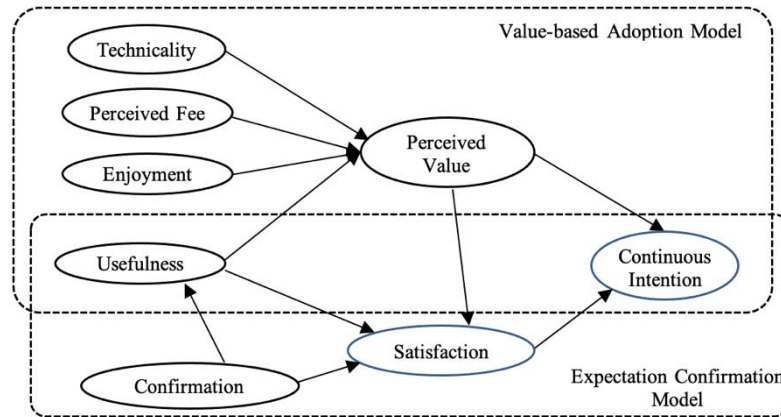 Value-based Adoption Model
Technicality
Perceived Fee
Enjoyment
Perceived
Value
Usefulness
Continuous
Intention
Satisfaction
Confirmation
Expectation Confirmation
Model